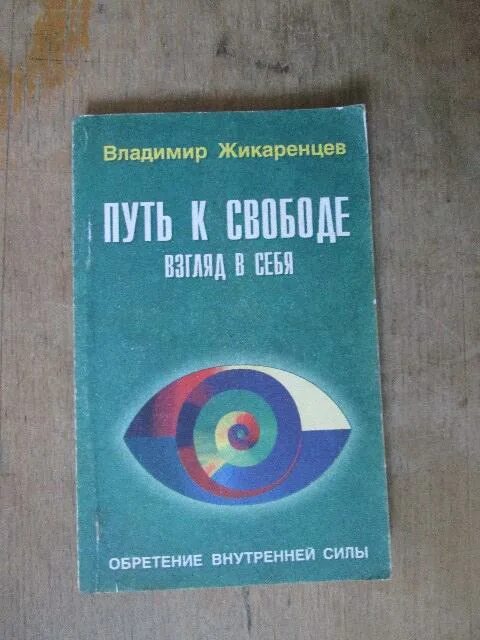 Владимир Жикаренцев
ПУТЬ К СВОБОДЕ
ВЗГЛЯД В СЕБЯ
ОБРЕТЕНИЕ ВНУТРЕННЕЙ СИЛЫ